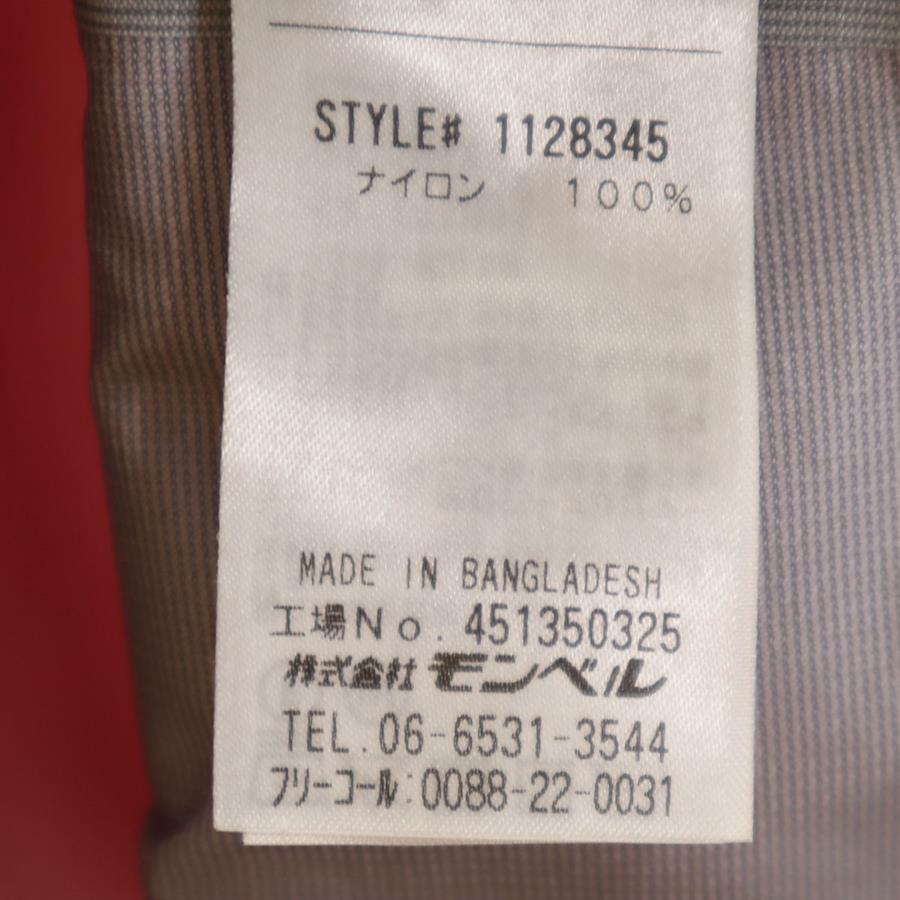 STYLE# 1128345
ナイロン 100%
MADE IN BANGLADESH
工場No. 451350325
株式会社 モンベル
TEL. 06-6531-3544
フリーコール:0088-22-0031